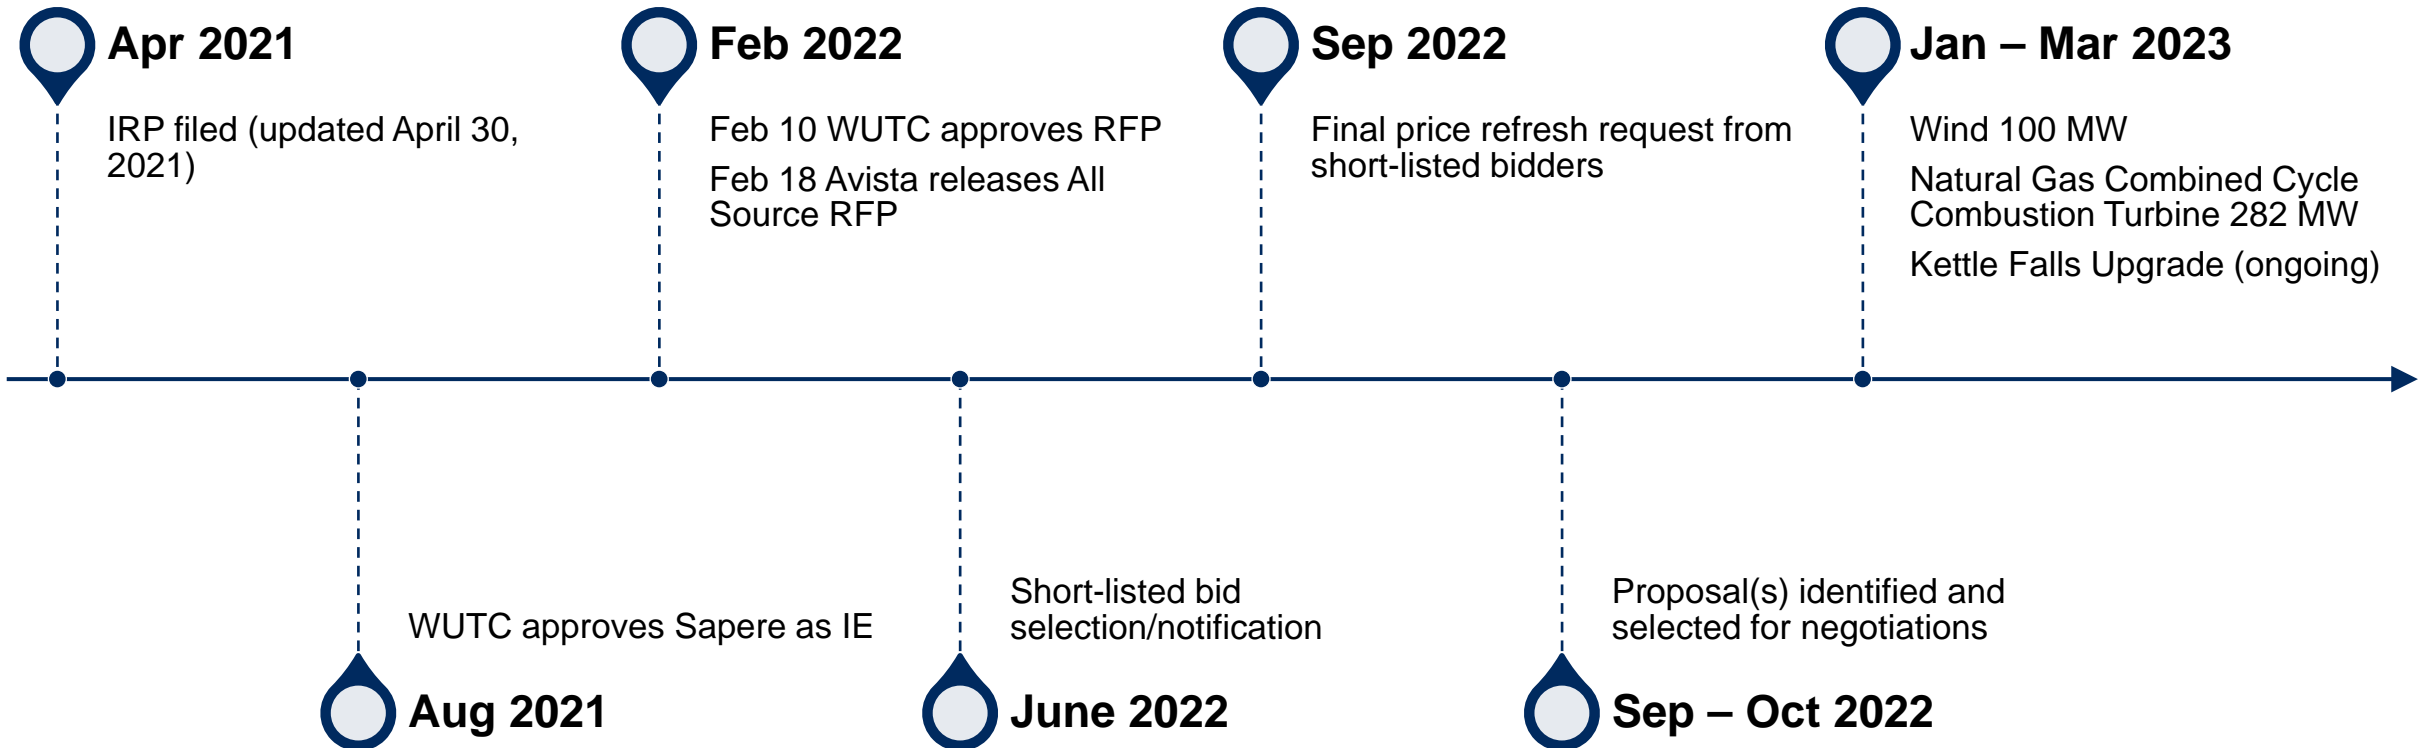 Apr 2021
IRP filed (updated April 30,
2021)
Aug 2021
WUTC approves Sapere as IE
Feb 2022
Feb 10 WUTC approves RFP
Feb 18 Avista releases All
Source RFP
June 2022
Short-listed bid
selection/notification
Sep 2022
Final price refresh request from
short-listed bidders
Sep – Oct 2022
Proposal(s) identified and
selected for negotiations
Jan – Mar 2023
Wind 100 MW
Natural Gas Combined Cycle
Combustion Turbine 282 MW
Kettle Falls Upgrade (ongoing)